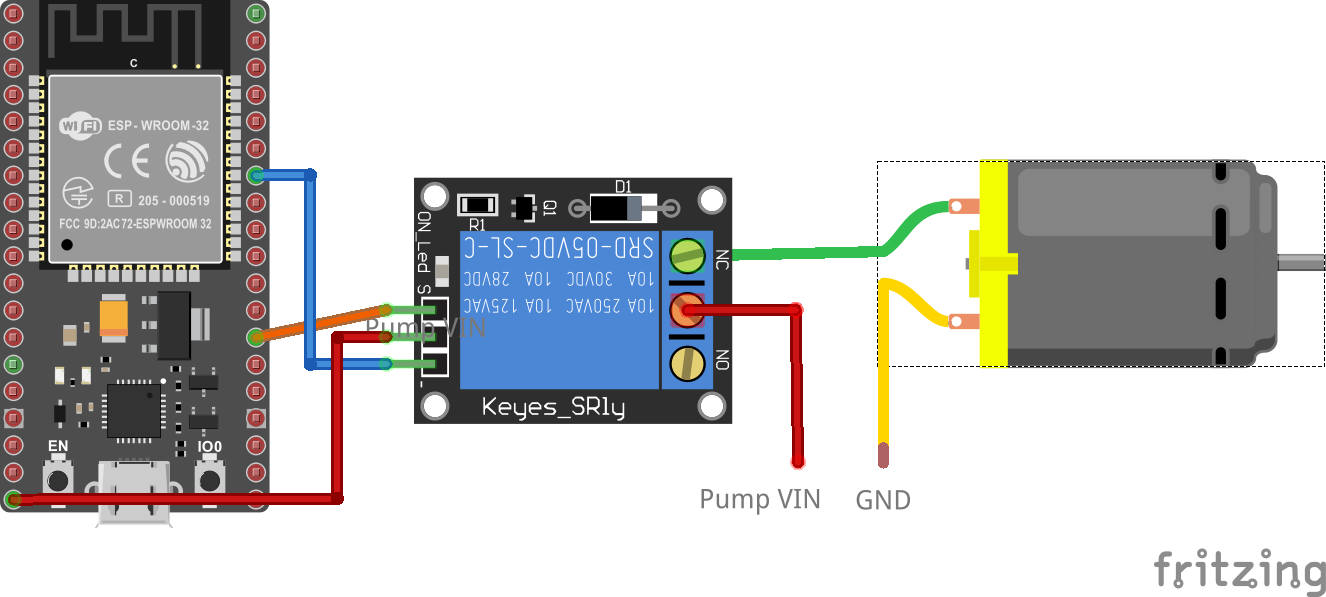 C
WiFi ESP - WROOM -32
CE
R 205 - 000519
FCC 9D:2AC72-ESPWROOM 32
EN
IO0
D1
Q1
R1
ON_Led
S
-
SRD-05VDC-SL-C
10A 30VDC 10A 28VDC
10A 250VAC 10A 125VAC
NC
NO
Keyes_SRly
Pump VIN
Pump VIN
GND
fritzing